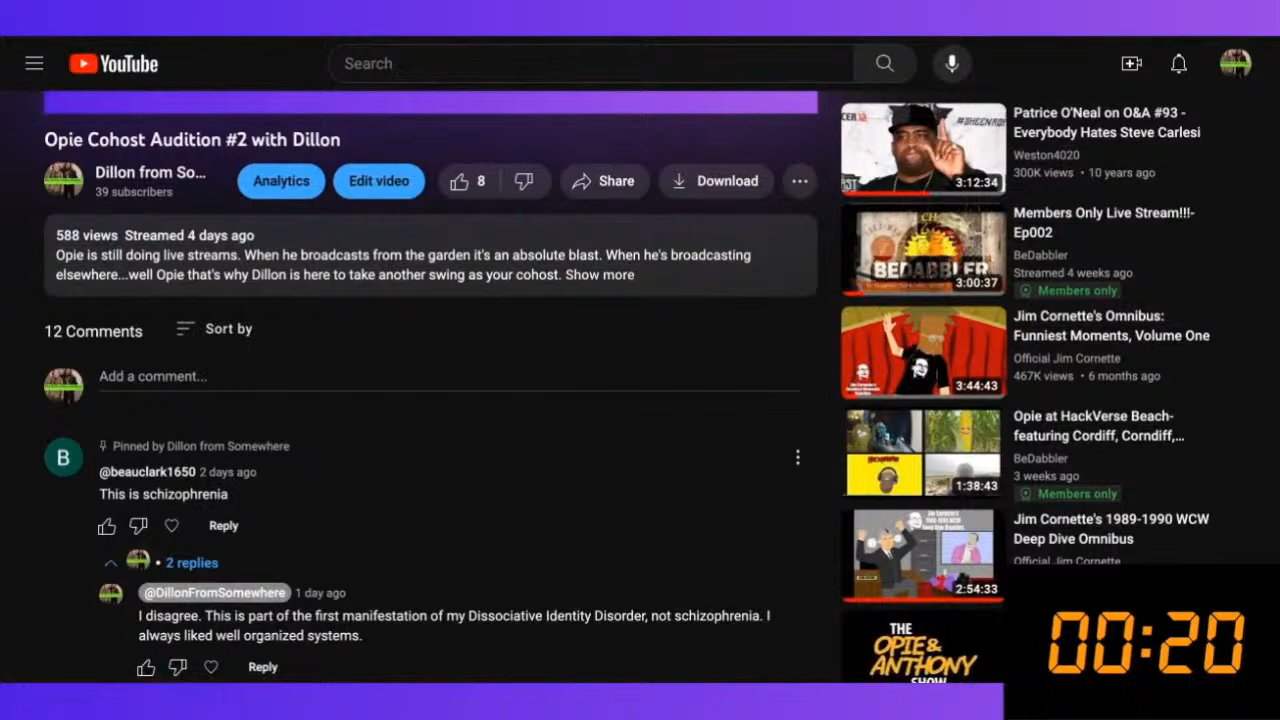 YouTube
Search
Opie Cohost Audition #2 with Dillon
Dillon from So...
39 subscribers
Analytics
Edit video
8
Share
Download
588 views Streamed 4 days ago
Opie is still doing live streams. When he broadcasts from the garden it's an absolute blast. When he's broadcasting
elsewhere...well Opie that's why Dillon is here to take another swing as your cohost. Show more
12 Comments
Sort by
Add a comment...
B
Pinned by Dillon from Somewhere
@beauclark1650 2 days ago
This is schizophrenia
Reply
2 replies
@DillonFromSomewhere 1 day ago
I disagree. This is part of the first manifestation of my Dissociative Identity Disorder, not schizophrenia. I
always liked well organized systems.
Reply
3:12:34
Patrice O'Neal on O&A #93 -
Everybody Hates Steve Carlesi
Weston4020
300K views • 10 years ago
BEDABBLER
3:00:37
Members Only Live Stream!!!-
Ep002
BeDabbler
Streamed 4 weeks ago
Members only
3:44:43
Jim Cornette's Omnibus:
Funniest Moments, Volume One
Official Jim Cornette
467K views • 6 months ago
1:38:43
Opie at HackVerse Beach-
featuring Cordiff, Corndiff,...
BeDabbler
3 weeks ago
Members only
2:54:33
Jim Cornette's 1989-1990 WCW
Deep Dive Omnibus
Official Jim Cornette
THE
OPIE &
ANTHONY
SHOW
00:20